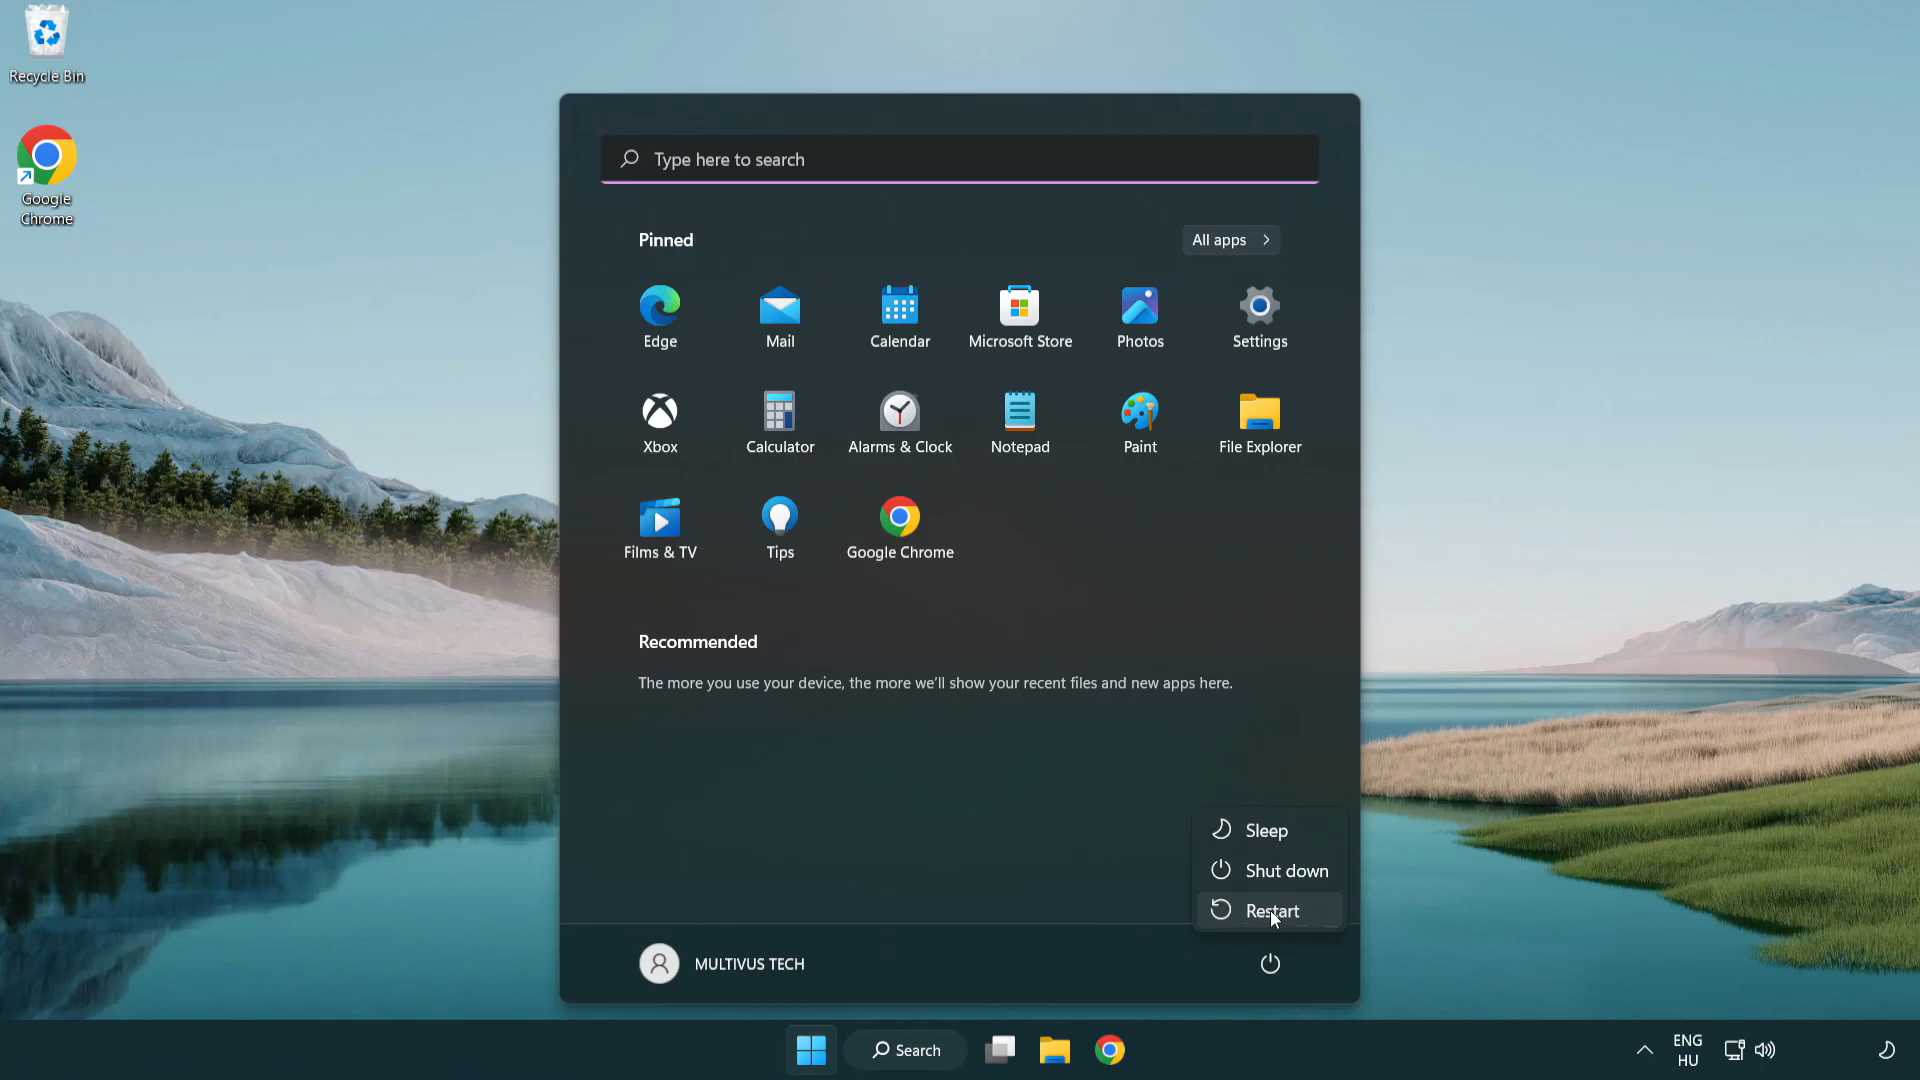 Recycle Bin
Google
Chrome
Type here to search
Pinned
All apps
Edge
Mail
Calendar
Microsoft Store
Photos
Settings
Xbox
Calculator
Alarms & Clock
Notepad
Paint
File Explorer
Films & TV
Tips
Google Chrome
Recommended
The more you use your device, the more we'll show your recent files and new apps here.
Sleep
Shut down
Restart
MULTIVUS TECH
Search
ENG
HU